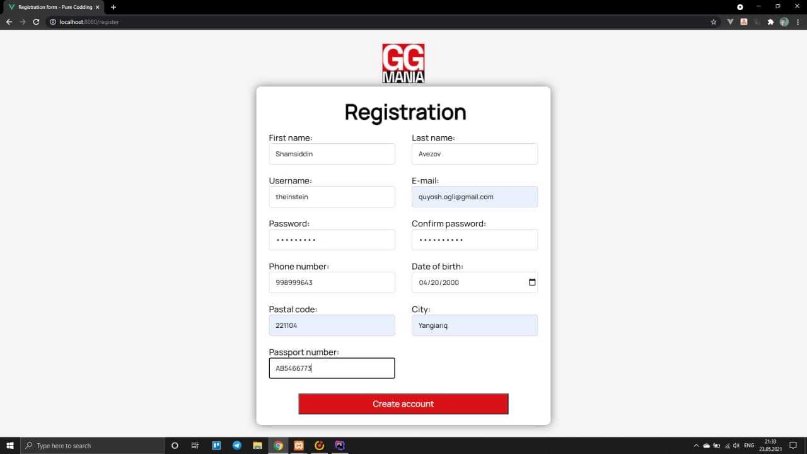 Registration form - Pure Codding
localhost:8080/register
GG
MANIA
Registration
First name:
Last name:
Shamsiddin
Avezov
Username:
E-mail:
theinstein
quyosh.ogli@gmail.com
Password:
Confirm password:
Phone number:
Date of birth:
998999643
04/20/2000
Pastal code:
City:
221104
Yangiariq
Passport number:
AB5466773
Create account
Type here to search
ENG
21:33
23.05.2021